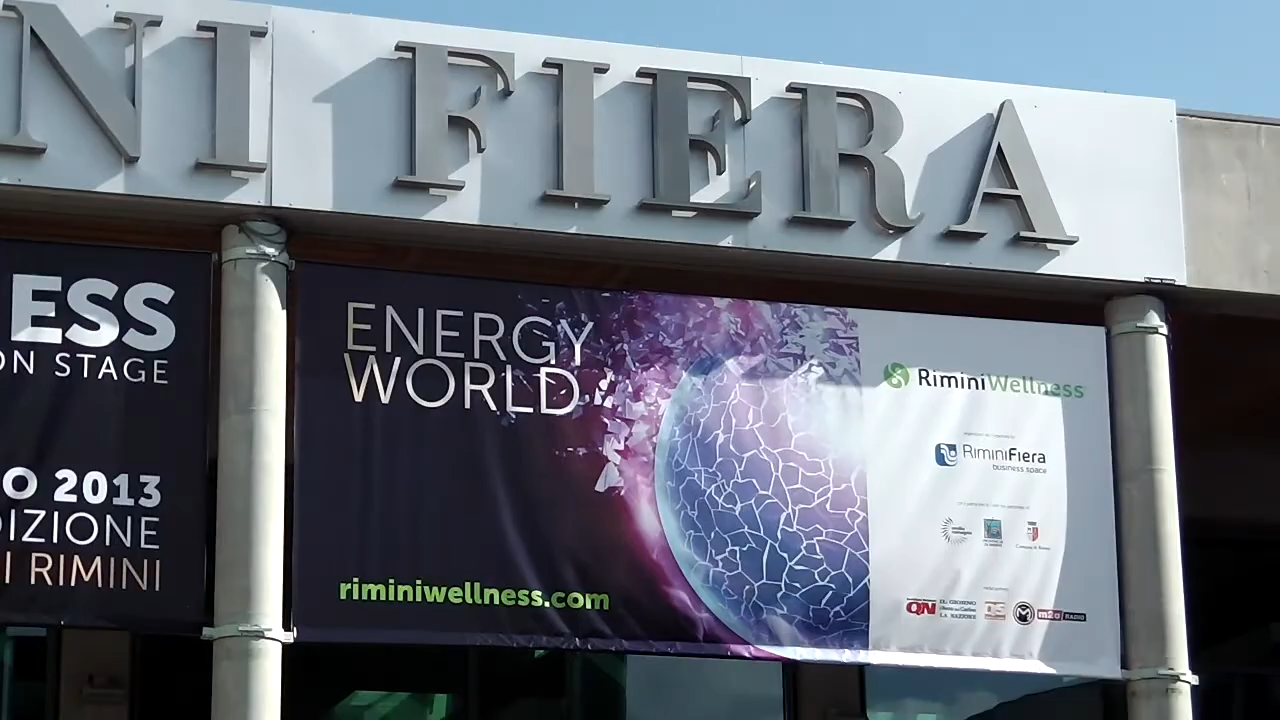 NI FIERA
ESS
ON STAGE
O 2013
DIZIONE
I RIMINI
ENERGY
WORLD
riminiwellness.com
RiminiWellness
RiminiFiera
business space
QN IL GIORNO
LA NAZIONE
m2o RADIO